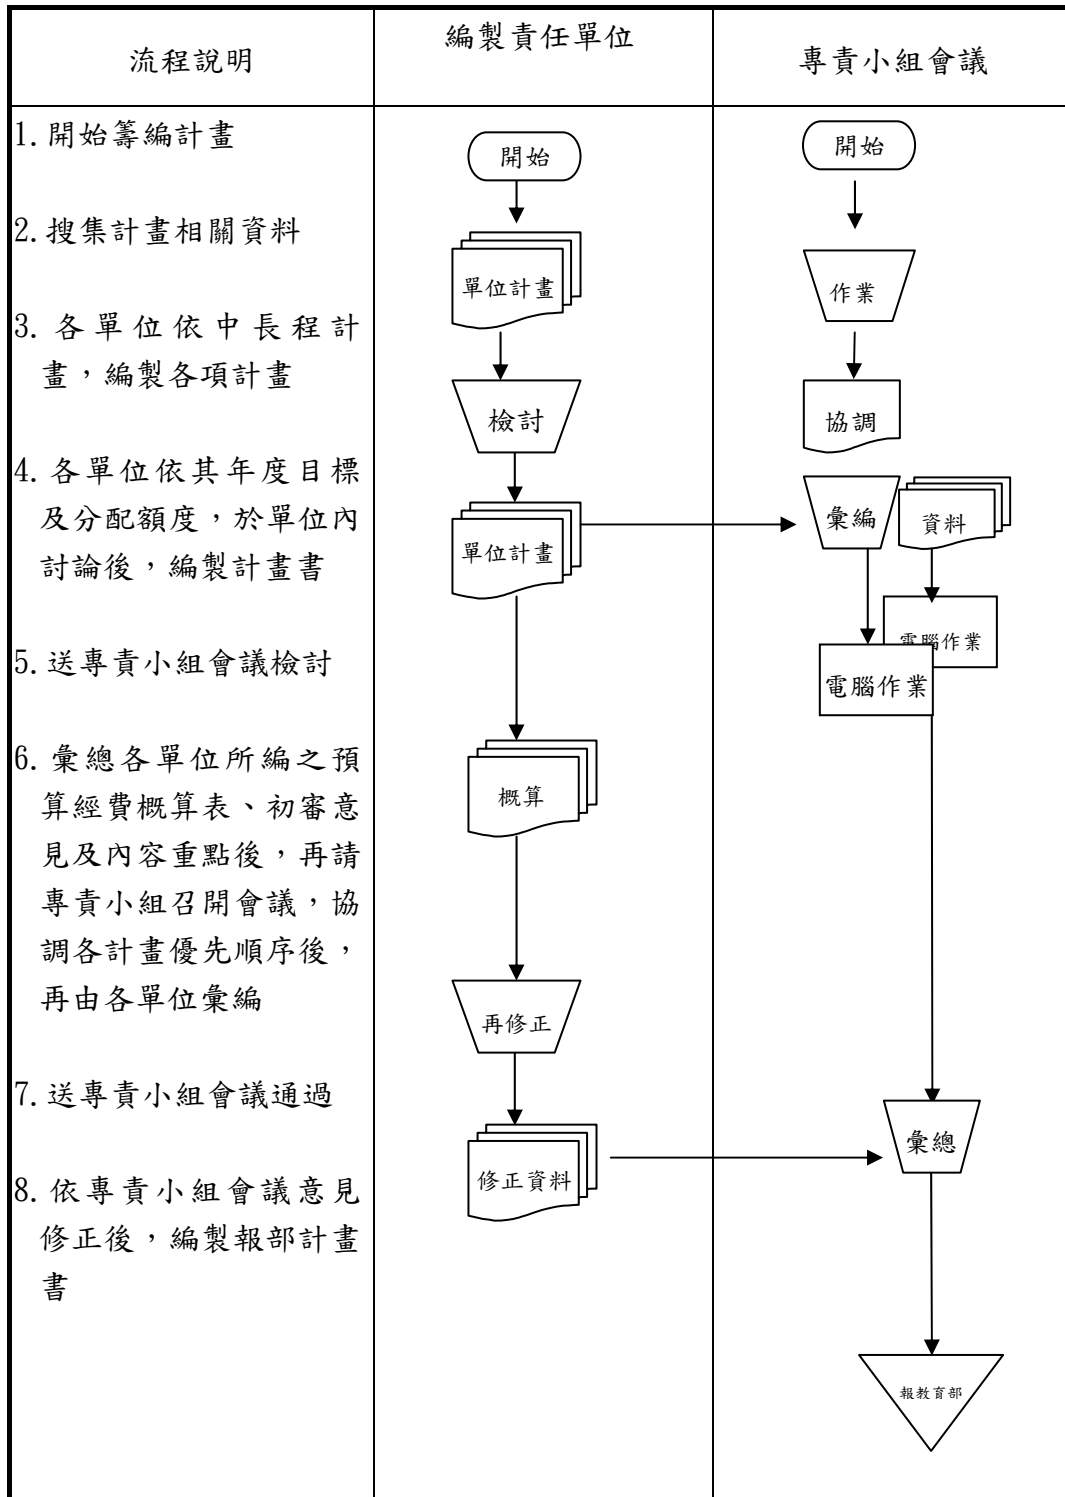 流程說明
編製責任單位
專責小組會議
1.開始籌編計畫
2.搜集計畫相關資料
3.各單位依中長程計
畫，編製各項計畫
4.各單位依其年度目標
及分配額度，於單位內
討論後，編製計畫書
5.送專責小組會議檢討
6.彙總各單位所編之預
算經費概算表、初審意
見及內容重點後，再請
專責小組召開會議，協
調各計畫優先順序後，
再由各單位彙編
7.送專責小組會議通過
8.依專責小組會議意見
修正後，編製報部計畫
書
開始
單位計畫
檢討
單位計畫
概算
再修正
修正資料
開始
作業
協調
彙編
資料
電腦作業
電腦作業
彙總
報教育部